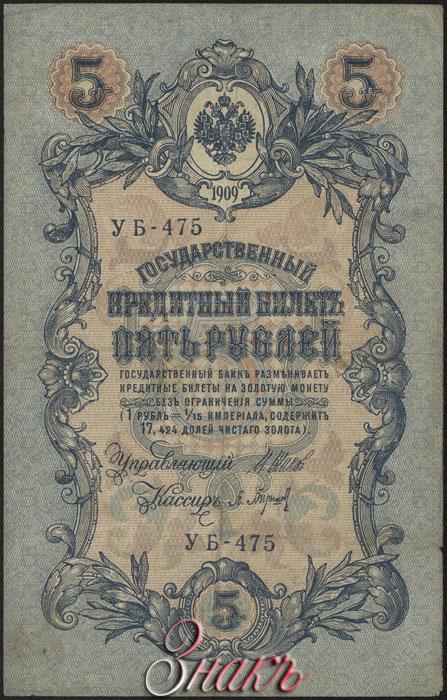 5 5
1909
УБ-475
ГОСУДАРСТВЕННЫЙ
КРЕДИТНЫЙ БИЛЕТЪ
ПЯТЬ РУБЛЕЙ
ГОСУДАРСТВЕННЫЙ БАНКЪ РАЗМѢНИВАЕТЪ
КРЕДИТНЫЕ БИЛЕТЫ НА ЗОЛОТУЮ МОНЕТУ
БЕЗЪ ОГРАНИЧЕНІЯ СУММЫ
(1 РУБЛЬ = 1/15 ИМПЕРІАЛА, СОДЕРЖИТЪ
17,424 ДОЛЕЙ ЧИСТАГО ЗОЛОТА).
Управляющій
Кассиръ
УБ-475
5
Знакъ